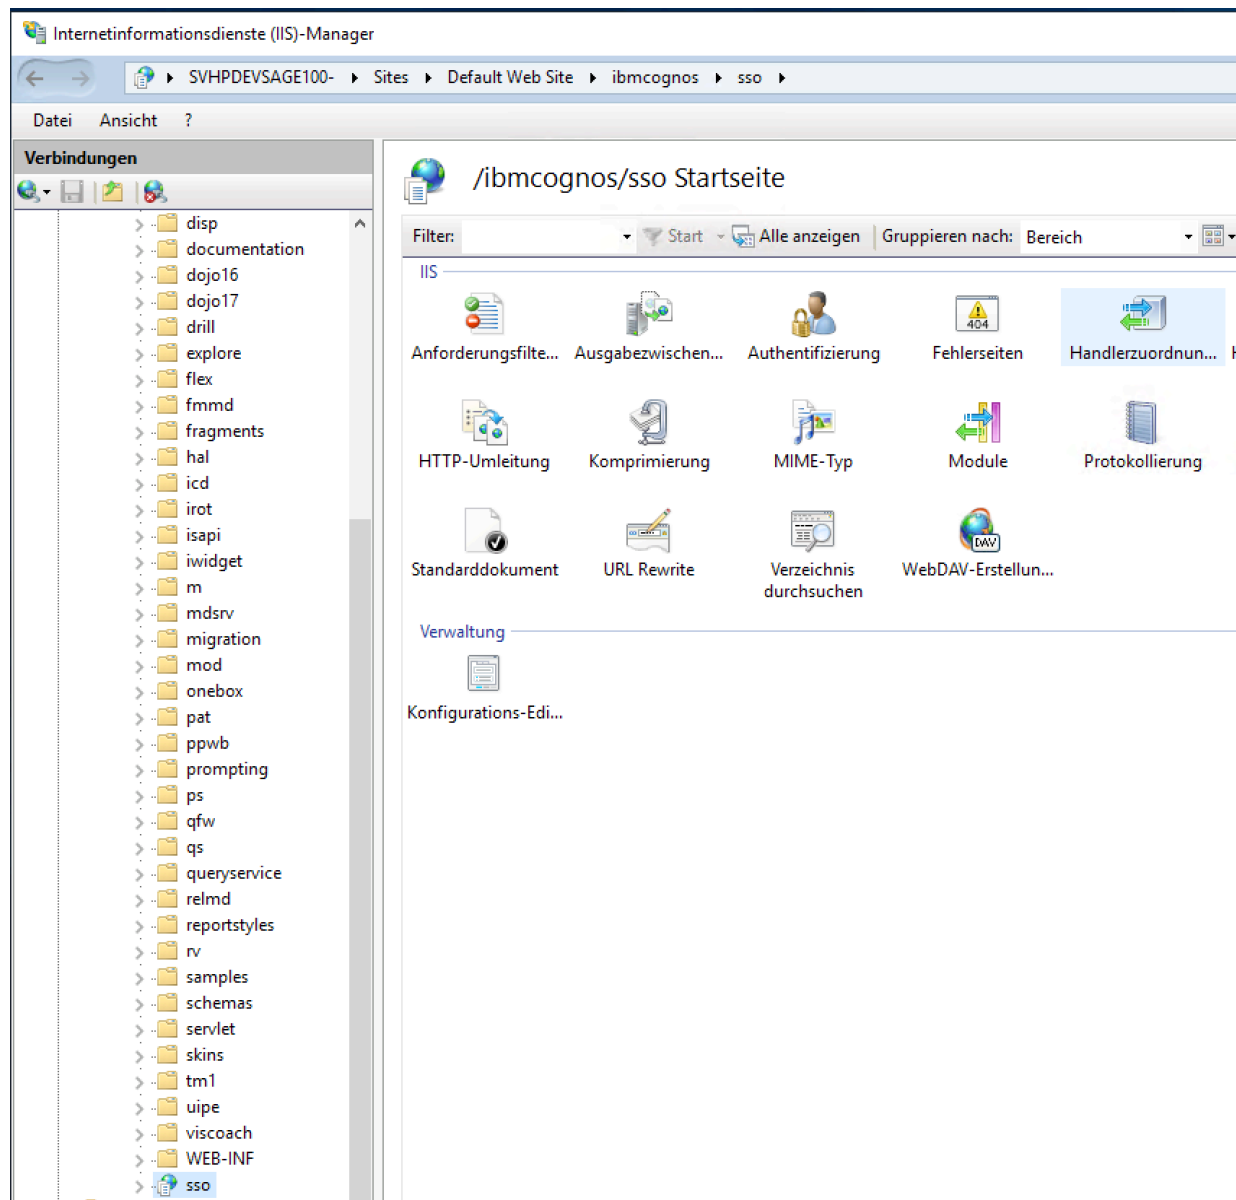 Internetinformationsdienste (IIS)-Manager
SVHPDEVSAGE100- Sites Default Web Site ibmcognos sso
Datei Ansicht ?
Verbindungen
disp
documentation
dojo16
dojo17
drill
explore
flex
fmmd
fragments
hal
icd
irot
isapi
iwidget
m
mdsrv
migration
mod
onebox
pat
ppwb
prompting
ps
qfw
qs
queryservice
relmd
reportstyles
rv
samples
schemas
servlet
skins
tm1
uipe
viscoach
WEB-INF
sso
/ibmcognos/sso Startseite
Filter: Start Alle anzeigen Gruppieren nach: Bereich
IIS
404
Anforderungsfilte... Ausgabezwischen... Authentifizierung Fehlerseiten Handlerzuordnun...
HTTP-Umleitung Komprimierung MIME-Typ Module Protokollierung
DAV
Standarddokument URL Rewrite Verzeichnis durchsuchen WebDAV-Erstellun...
Verwaltung
Konfigurations-Edi...